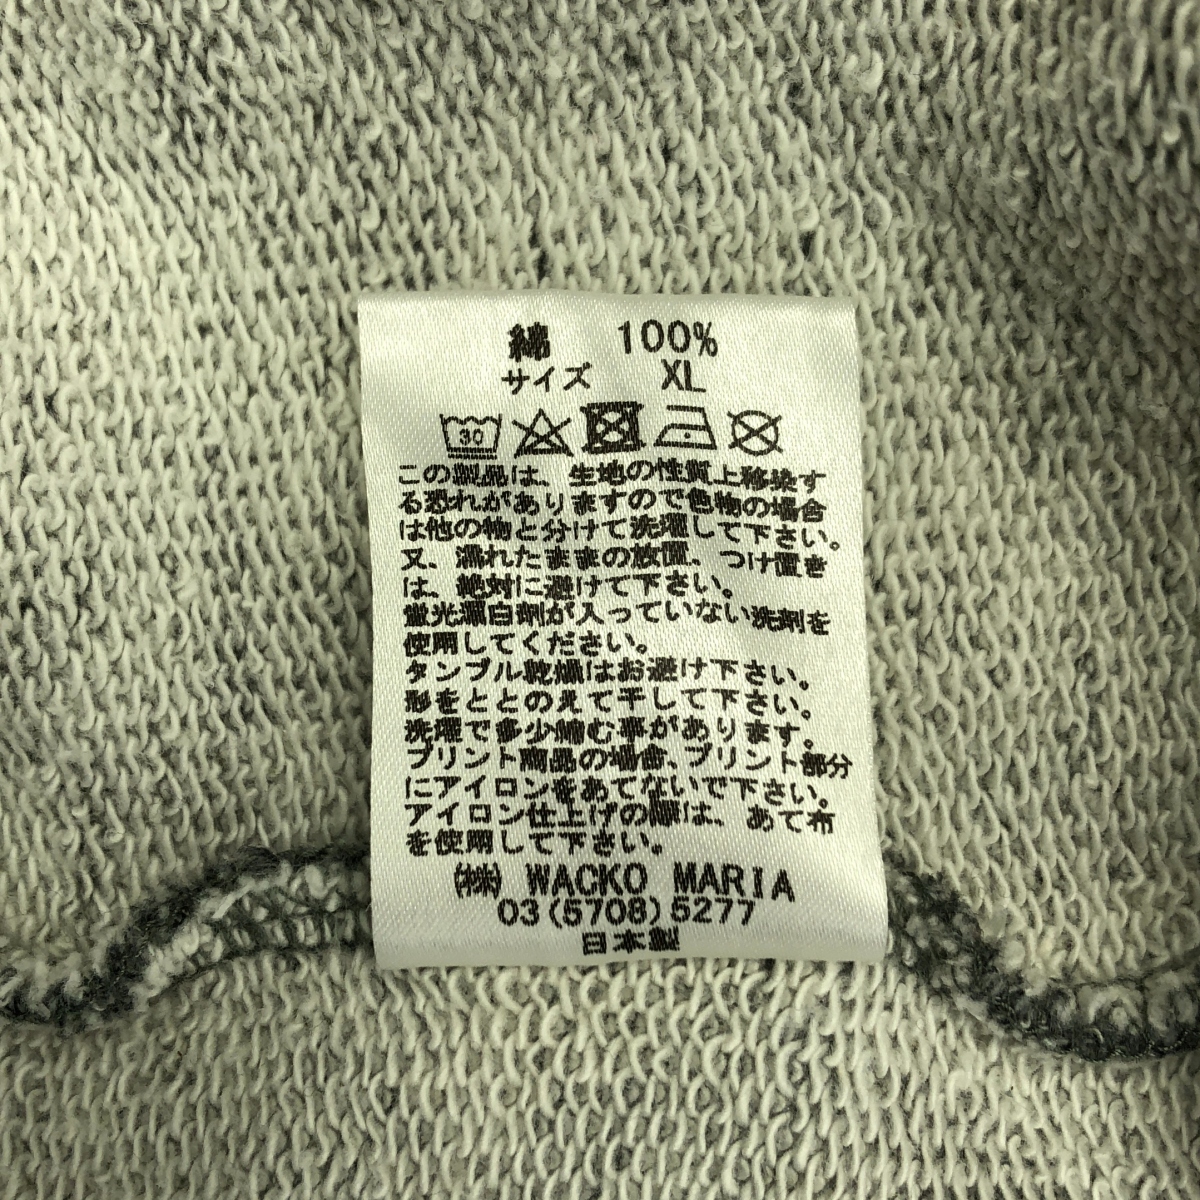 綿 100%
サイズ XL
30
この製品は、生地の性質上移染す
る恐れがありますので色物の場合
は他の物と分けて洗濯して下さい。
又、濡れたままの放置、つけ置き
は、絶対に避けて下さい。
蛍光漂白剤が入っていない洗剤を
使用してください。
タンブル乾燥はお避け下さい。
形をととのえて干して下さい。
洗濯で多少縮む事があります。
プリント商品の場合、プリント部分
にアイロンをあてないで下さい。
アイロン仕上げの際は、あて布
を使用して下さい。
㈱ WACKO MARIA
03(5708)5277
日本製